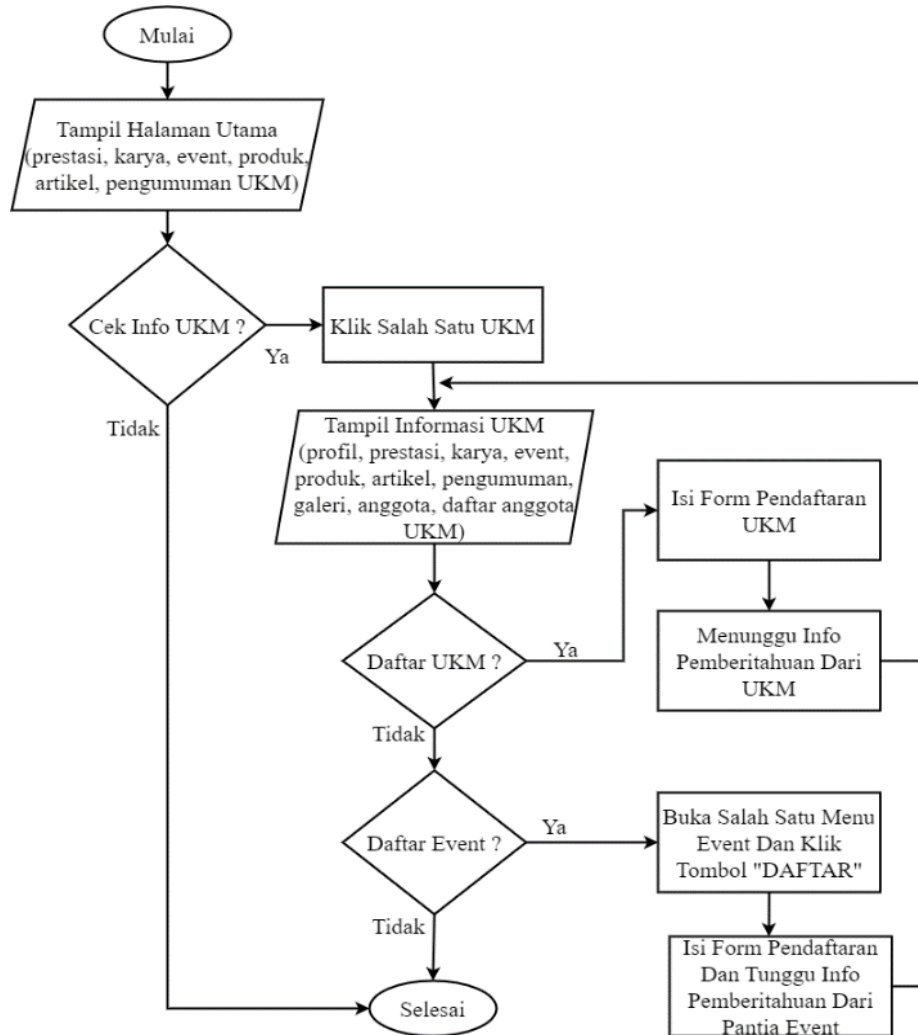 Mulai
Tampil Halaman Utama
(prestasi, karya, event, produk,
artikel, pengumuman UKM)
Cek Info UKM ?
Ya
Klik Salah Satu UKM
Tidak
Tampil Informasi UKM
(profil, prestasi, karya, event,
produk, artikel, pengumuman,
galeri, anggota, daftar anggota
UKM)
Isi Form Pendaftaran
UKM
Daftar UKM ?
Ya
Menunggu Info
Pemberitahuan Dari
UKM
Tidak
Daftar Event ?
Ya
Buka Salah Satu Menu
Event Dan Klik
Tombol "DAFTAR"
Tidak
Isi Form Pendaftaran
Dan Tunggu Info
Pemberitahuan Dari
Pantia Event
Selesai